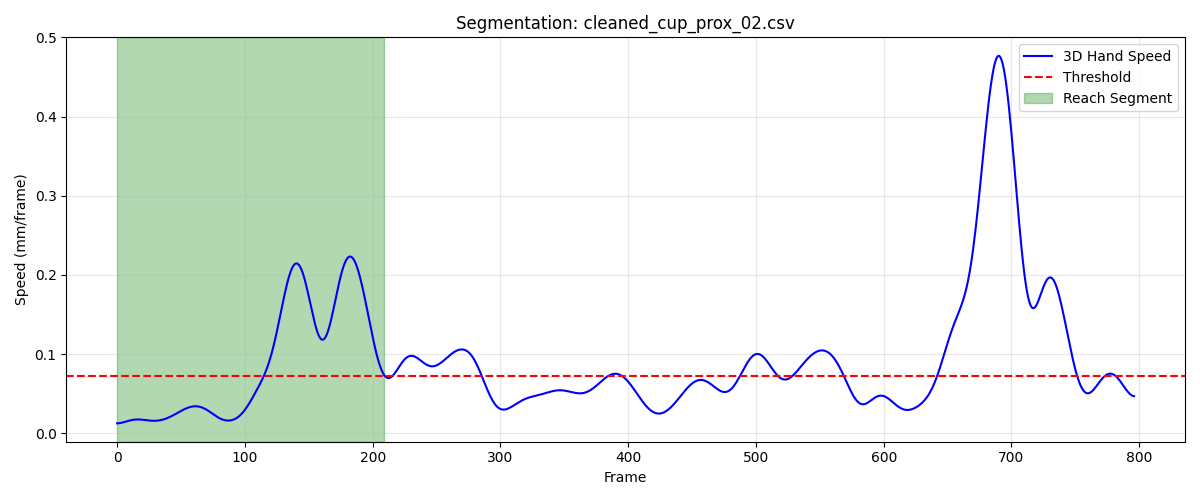 Segmentation: cleaned_cup_prox_02.csv
0.5
0.4
0.3
0.2
0.1
0.0
Speed (mm/frame)
3D Hand Speed
Threshold
Reach Segment
0 100 200 300 400 500 600 700 800
Frame